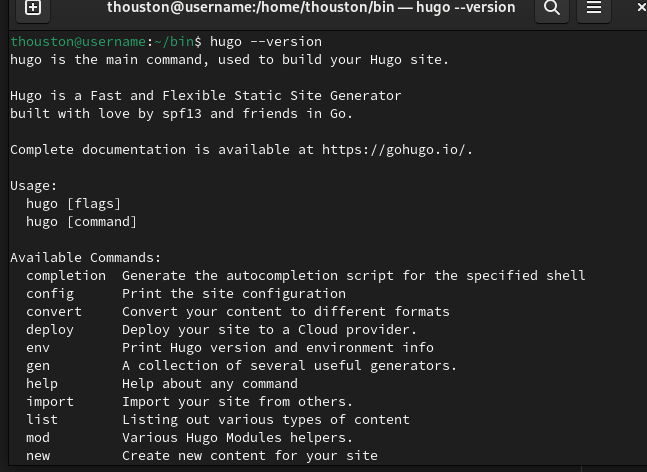 thouston@username:/home/thouston/bin — hugo --version
thouston@username:~/bin$ hugo --version
hugo is the main command, used to build your Hugo site.

Hugo is a Fast and Flexible Static Site Generator
built with love by spf13 and friends in Go.

Complete documentation is available at https://gohugo.io/.

Usage:
  hugo [flags]
  hugo [command]

Available Commands:
  completion  Generate the autocompletion script for the specified shell
  config      Print the site configuration
  convert     Convert your content to different formats
  deploy      Deploy your site to a Cloud provider.
  env         Print Hugo version and environment info
  gen         A collection of several useful generators.
  help        Help about any command
  import      Import your site from others.
  list        Listing out various types of content
  mod         Various Hugo Modules helpers.
  new         Create new content for your site